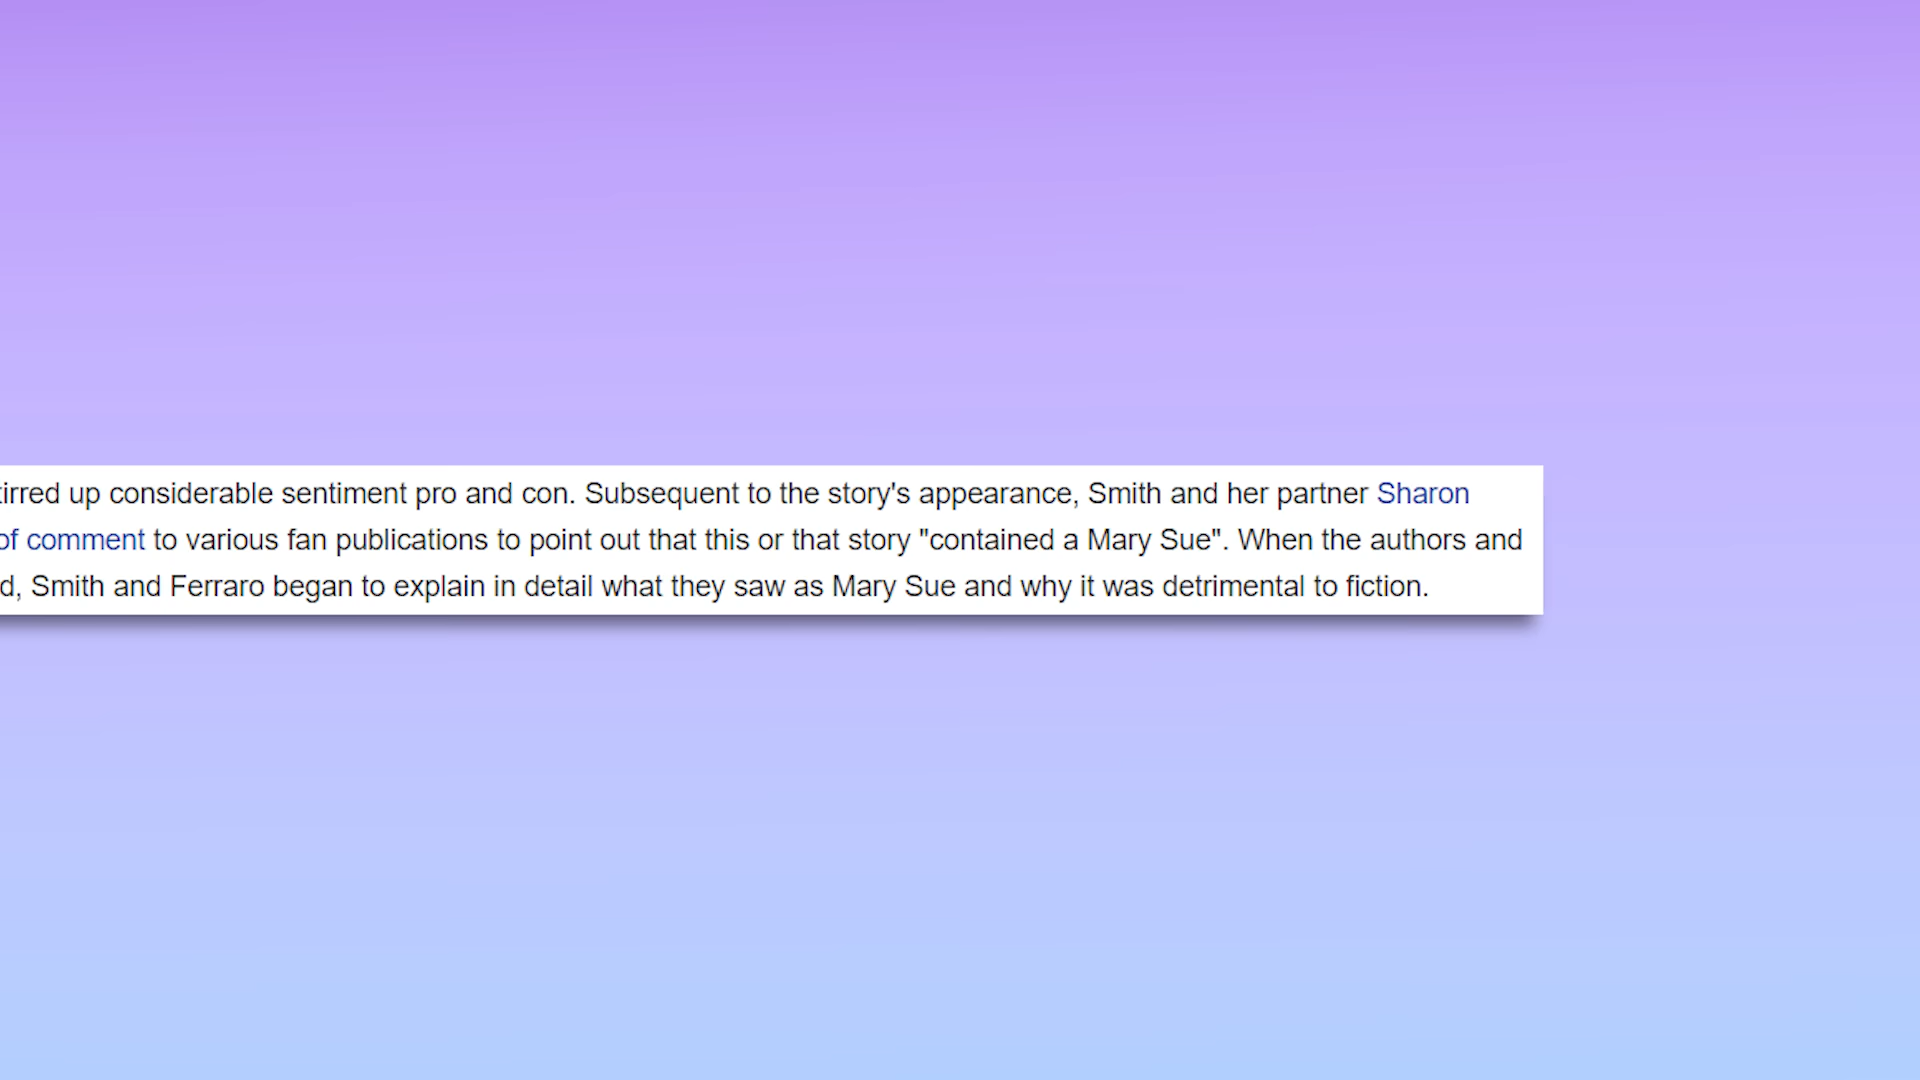 tirred up considerable sentiment pro and con. Subsequent to the story's appearance, Smith and her partner Sharon
of comment to various fan publications to point out that this or that story "contained a Mary Sue". When the authors and
d, Smith and Ferraro began to explain in detail what they saw as Mary Sue and why it was detrimental to fiction.